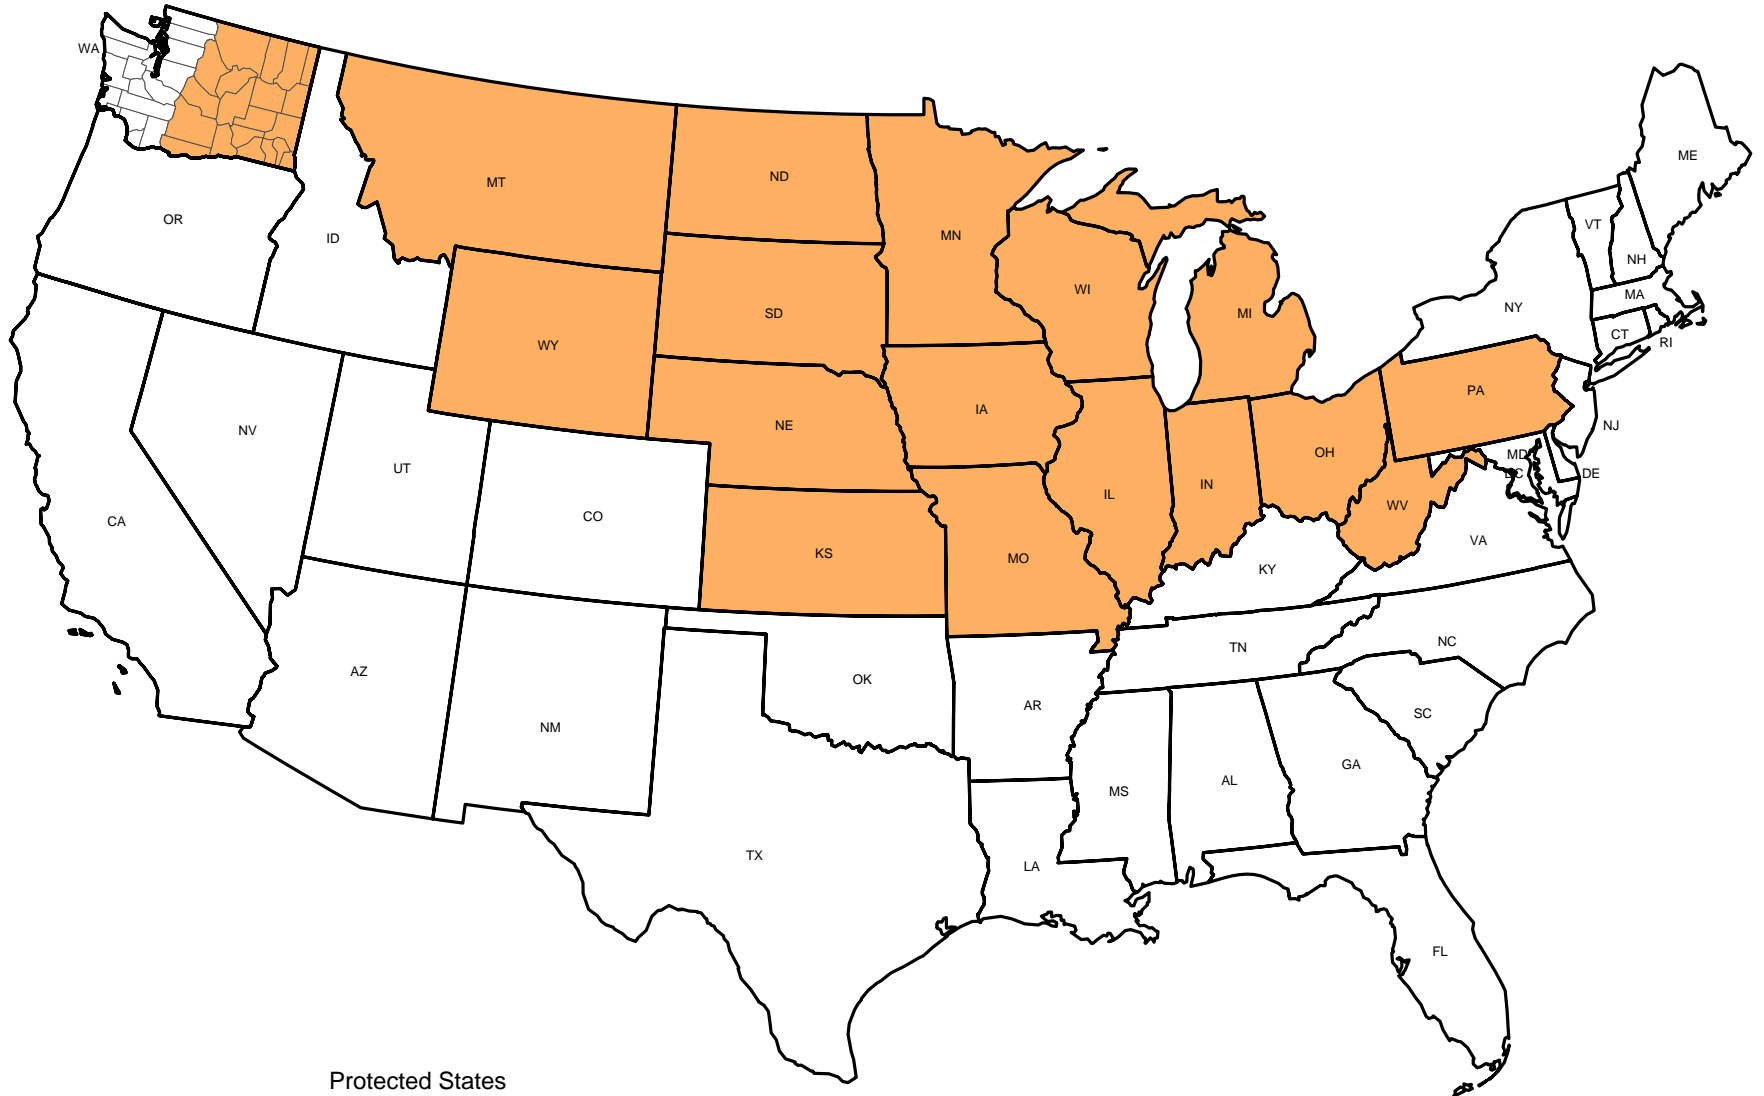 WA
ME
MT
ND
VT
OR
MN
ID
NH
WI
MA
NY
SD
MI
CT
WY
RI
PA
IA
NE
NJ
NV
OH
MD
UT
DC
DE
IN
IL
WV
CO
CA
VA
KS
MO
KY
NC
TN
AZ
OK
AR
SC
NM
GA
AL
MS
TX
LA
FL
Protected States